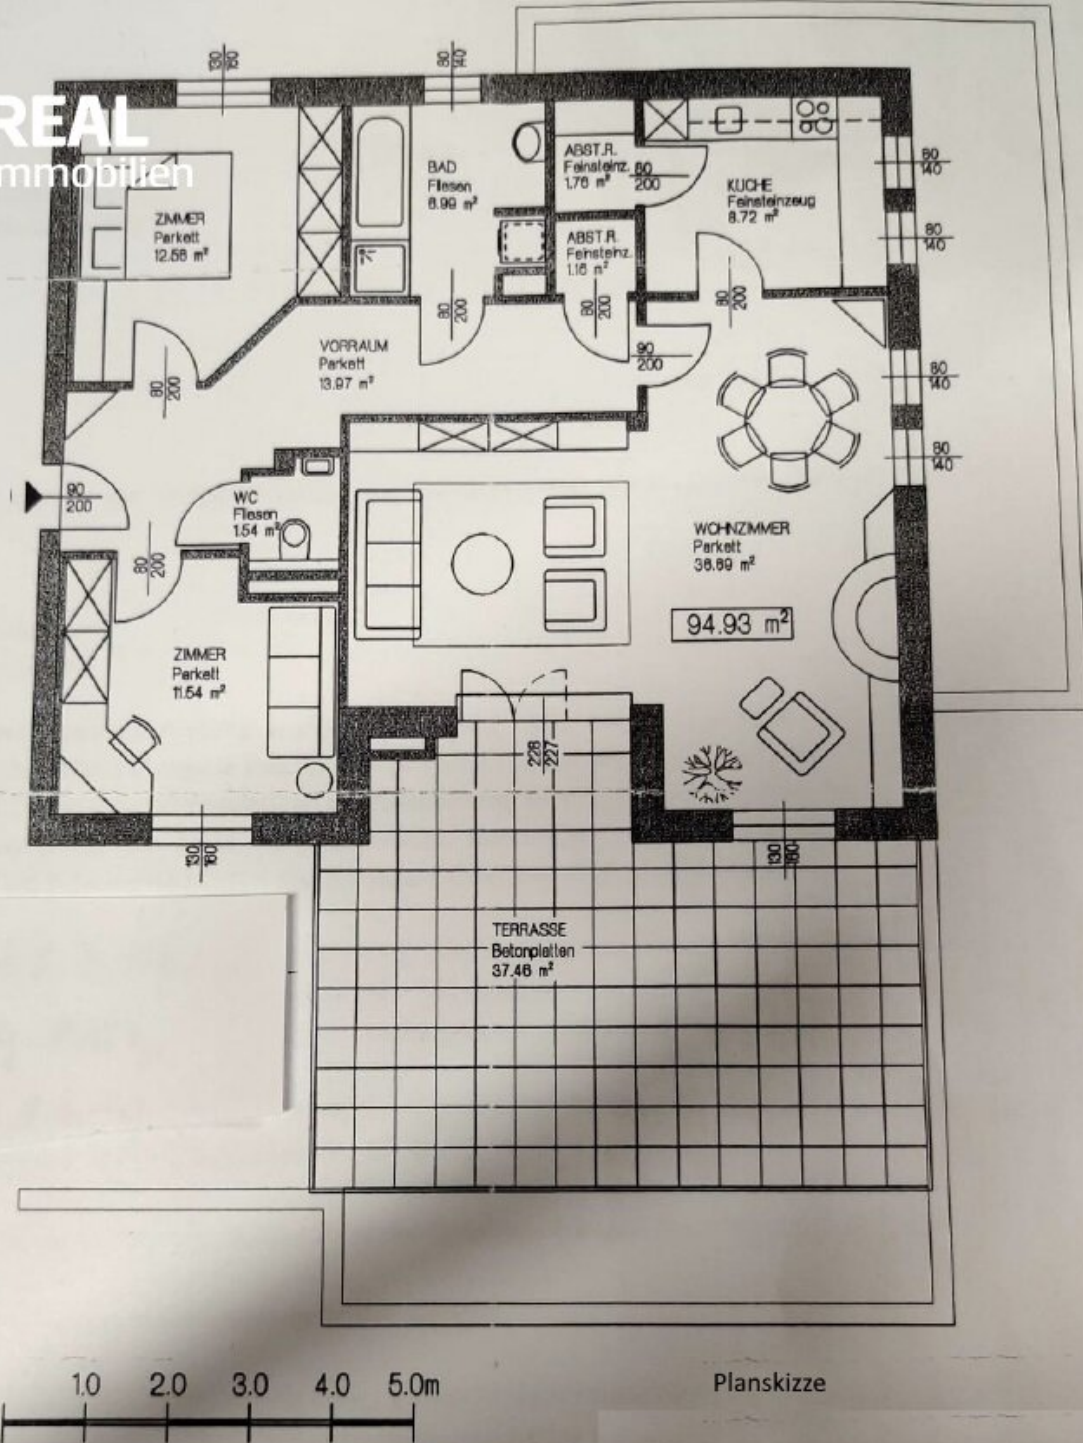 130
180
80
140
REAL
mmobilien
ZIMMER
Parkett
12.58 m²
BAD
Fliesen
6.99 m²
ABST.R.
Feinsteinz.
1.76 m²
80
200
KÜCHE
Feinsteinzeug
8.72 m²
80
140
80
140
ABST.R.
Feinsteinz.
1.16 m²
80
200
80
200
80
200
VORRAUM
Parkett
13.97 m²
90
200
80
200
80
140
80
140
90
200
WC
Fliesen
1.54 m²
80
200
WOHNZIMMER
Parkett
36.69 m²
94.93 m²
ZIMMER
Parkett
11.54 m²
228
227
130
180
130
180
TERRASSE
Betonplatten
37.46 m²
1.0 2.0 3.0 4.0 5.0m
Planskizze